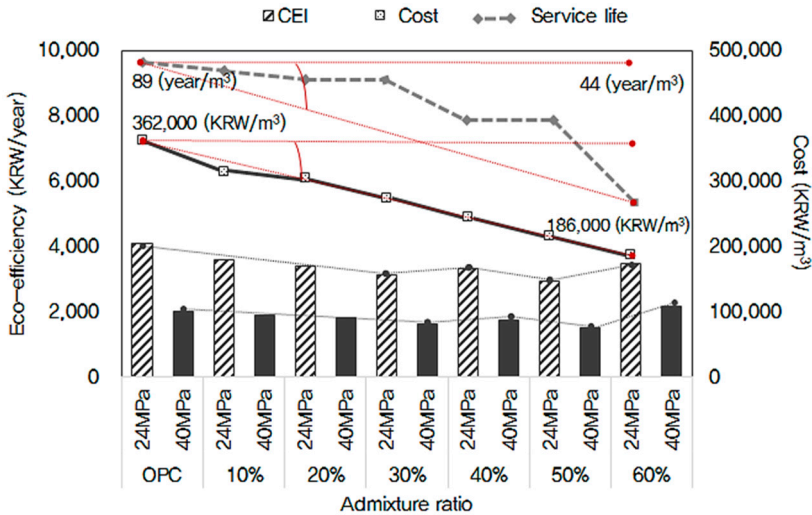 CEI Cost Service life
10,000 500,000
89 (year/m³) 44 (year/m³)
8,000 400,000
362,000 (KRW/m³)
6,000 300,000
186,000 (KRW/m³)
4,000 200,000
2,000 100,000
0 0
Eco-efficiency (KRW/year)
Cost (KRW/m³)
24MPa 40MPa 24MPa 40MPa 24MPa 40MPa 24MPa 40MPa 24MPa 40MPa 24MPa 40MPa 24MPa 40MPa
OPC 10% 20% 30% 40% 50% 60%
Admixture ratio